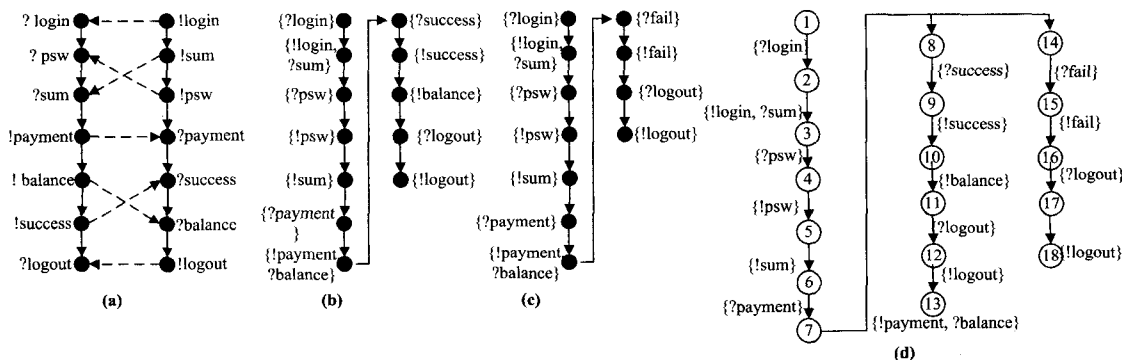 ? login
!login
? psw
!sum
?sum
!psw
!payment
?payment
! balance
?success
!success
?balance
?logout
!logout
(a)
{?login}
{!login,
?sum}
{?psw}
{!psw}
{!sum}
{?payment
}
{!payment
?balance}
{?success}
{!success}
{!balance}
{?logout}
{!logout}
(b)
{?login}
{!login,
?sum}
{?psw}
{!psw}
{!sum}
{?payment}
{!payment
?balance}
{?fail}
{!fail}
{?logout}
{!logout}
(c)
1
{?login}
2
{!login, ?sum}
3
{?psw}
4
{!psw}
5
{!sum}
6
{?payment}
7
8
{?success}
9
{!success}
10
{!balance}
11
{?logout}
12
{!logout}
13
{!payment, ?balance}
14
{?fail}
15
{!fail}
16
{?logout}
17
18
{!logout}
(d)